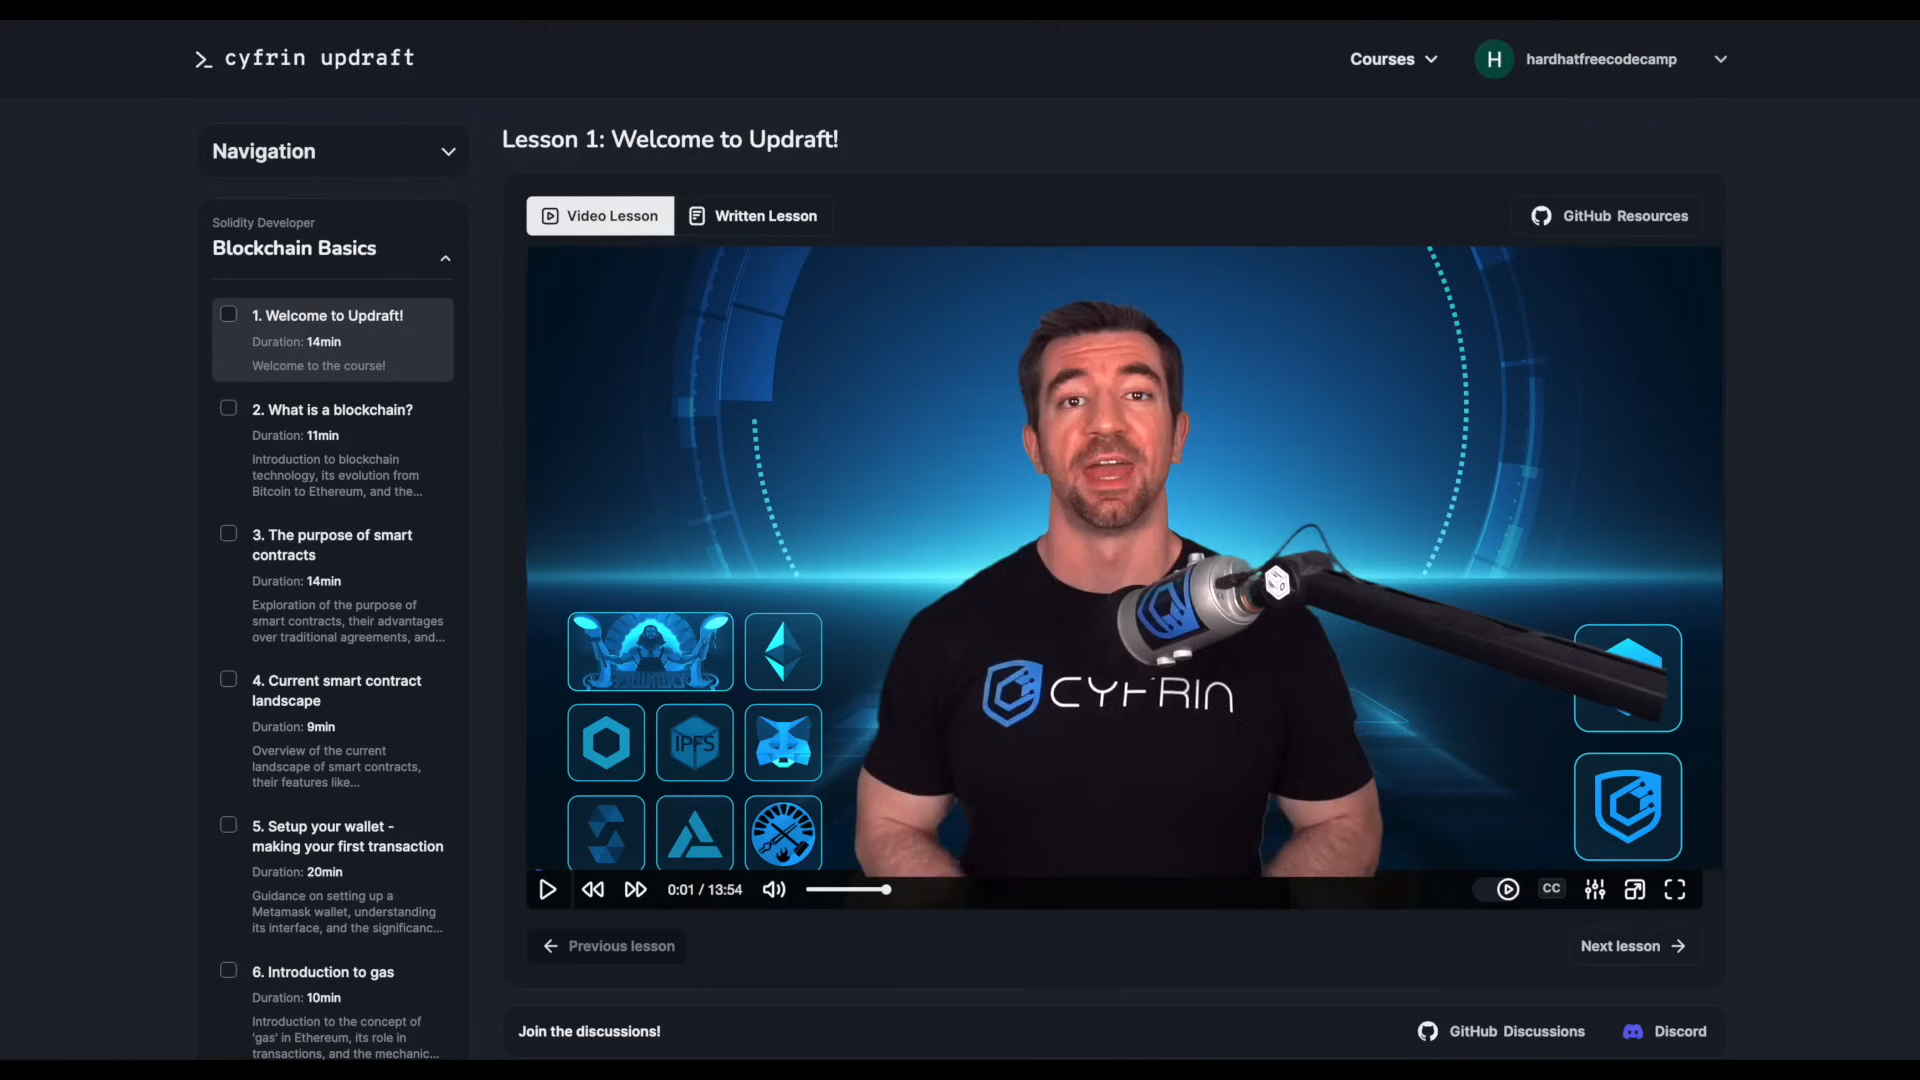 cyfrin updraft
Courses
H
hardhatfreecodecamp
Navigation
Solidity Developer
Blockchain Basics
1. Welcome to Updraft!
Duration: 14min
Welcome to the course!
2. What is a blockchain?
Duration: 11min
Introduction to blockchain
technology, its evolution from
Bitcoin to Ethereum, and the...
3. The purpose of smart
contracts
Duration: 14min
Exploration of the purpose of
smart contracts, their advantages
over traditional agreements, and...
4. Current smart contract
landscape
Duration: 9min
Overview of the current
landscape of smart contracts,
their features like...
5. Setup your wallet -
making your first transaction
Duration: 20min
Guidance on setting up a
Metamask wallet, understanding
its interface, and the significanc...
6. Introduction to gas
Duration: 10min
Introduction to the concept of
'gas' in Ethereum, its role in
transactions, and the mechanic...
Lesson 1: Welcome to Updraft!
Video Lesson
Written Lesson
GitHub Resources
CYFRIN
IPFS
0:01 / 13:54
CC
Previous lesson
Next lesson
Join the discussions!
GitHub Discussions
Discord